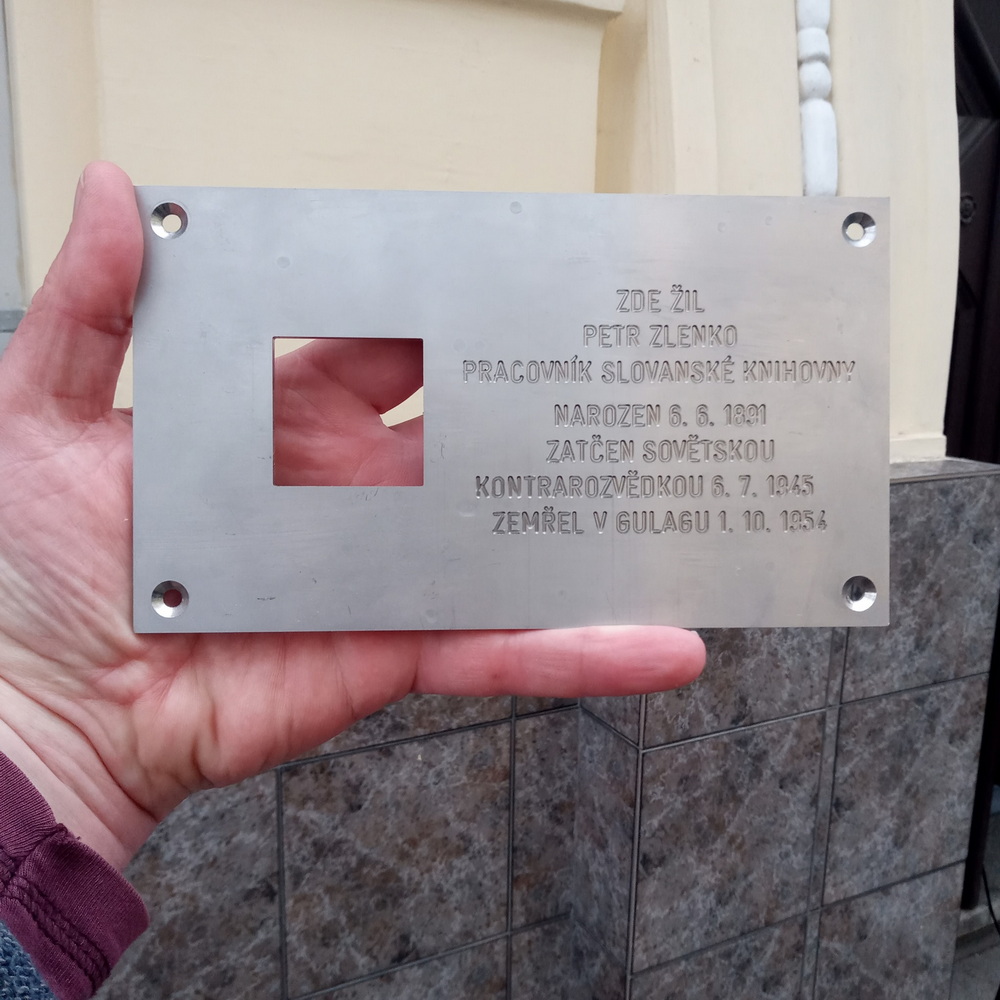 ZDE ŽIL
PETR ZLENKO
PRACOVNÍK SLOVANSKÉ KNIHOVNY
NAROZEN 6. 6. 1891
ZATČEN SOVĚTSKOU
KONTRAROZVĚDKOU 6. 7. 1945
ZEMŘEL V GULAGU 1. 10. 1954